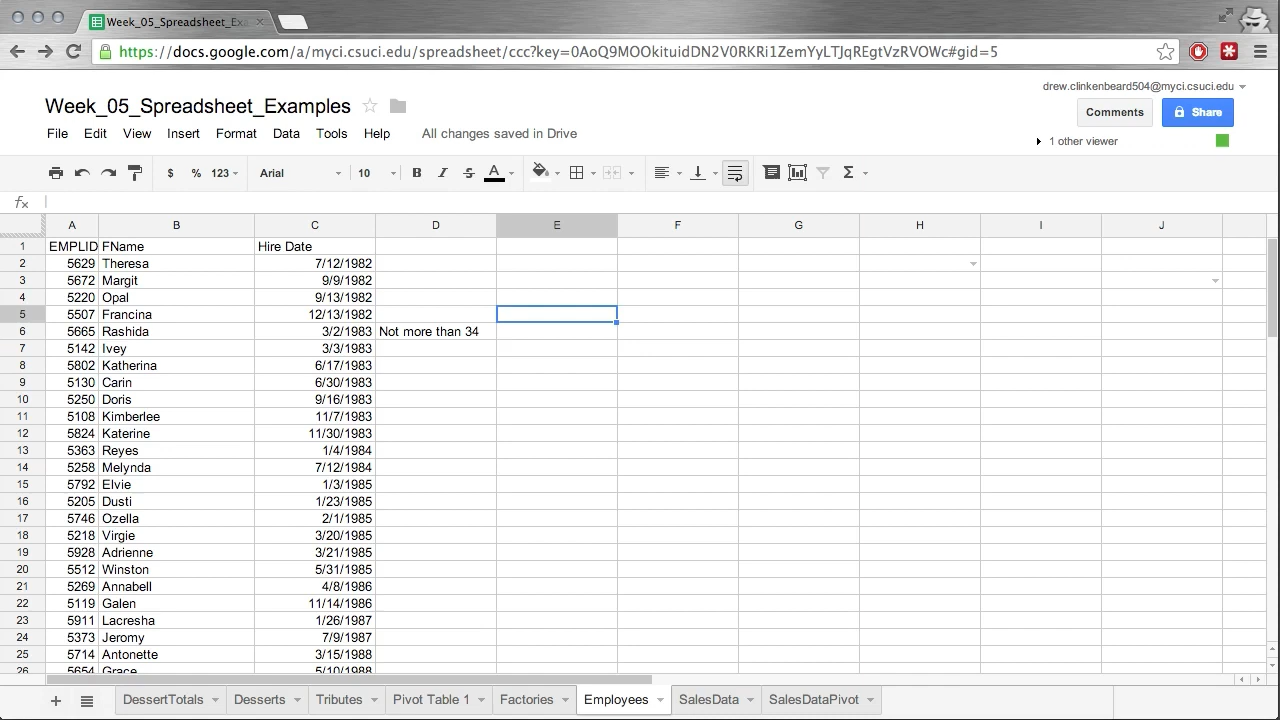 Week_05_Spreadsheet_Exa
https://docs.google.com/a/myci.csuci.edu/spreadsheet/ccc?key=0AoQ9MOOkituidDN2V0RKRi1ZemYyLTJqREgtVzRVOWc#gid=5
drew.clinkenbeard504@myci.csuci.edu
Week_05_Spreadsheet_Examples
Comments
Share
File Edit View Insert Format Data Tools Help All changes saved in Drive
1 other viewer
$ % 123 Arial 10 B I S A Σ
fx
A B C D E F G H I J
1 EMPLID FName Hire Date
2 5629 Theresa 7/12/1982
3 5672 Margit 9/9/1982
4 5220 Opal 9/13/1982
5 5507 Francina 12/13/1982
6 5665 Rashida 3/2/1983 Not more than 34
7 5142 Ivey 3/3/1983
8 5802 Katherina 6/17/1983
9 5130 Carin 6/30/1983
10 5250 Doris 9/16/1983
11 5108 Kimberlee 11/7/1983
12 5824 Katerine 11/30/1983
13 5363 Reyes 1/4/1984
14 5258 Melynda 7/12/1984
15 5792 Elvie 1/3/1985
16 5205 Dusti 1/23/1985
17 5746 Ozella 2/1/1985
18 5218 Virgie 3/20/1985
19 5928 Adrienne 3/21/1985
20 5512 Winston 5/31/1985
21 5269 Annabell 4/8/1986
22 5119 Galen 11/14/1986
23 5911 Lacresha 1/26/1987
24 5373 Jeromy 7/9/1987
25 5714 Antonette 3/15/1988
26 5654 Grace 5/10/1988
+ DessertTotals Desserts Tributes Pivot Table 1 Factories Employees SalesData SalesDataPivot